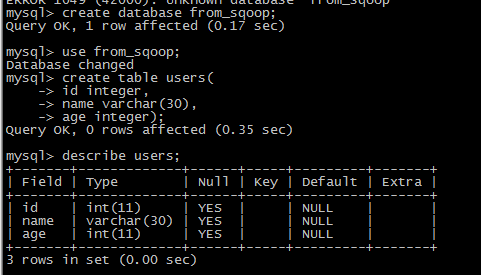 ERROR 1049 (42000): Unknown database 'from_sqoop'
mysql> create database from_sqoop;
Query OK, 1 row affected (0.17 sec)
mysql> use from_sqoop;
Database changed
mysql> create table users(
    -> id integer,
    -> name varchar(30),
    -> age integer);
Query OK, 0 rows affected (0.35 sec)
mysql> describe users;
+-------+-------------+------+-----+---------+-------+
| Field | Type        | Null | Key | Default | Extra |
+-------+-------------+------+-----+---------+-------+
| id    | int(11)     | YES  |     | NULL    |       |
| name  | varchar(30) | YES  |     | NULL    |       |
| age   | int(11)     | YES  |     | NULL    |       |
+-------+-------------+------+-----+---------+-------+
3 rows in set (0.00 sec)